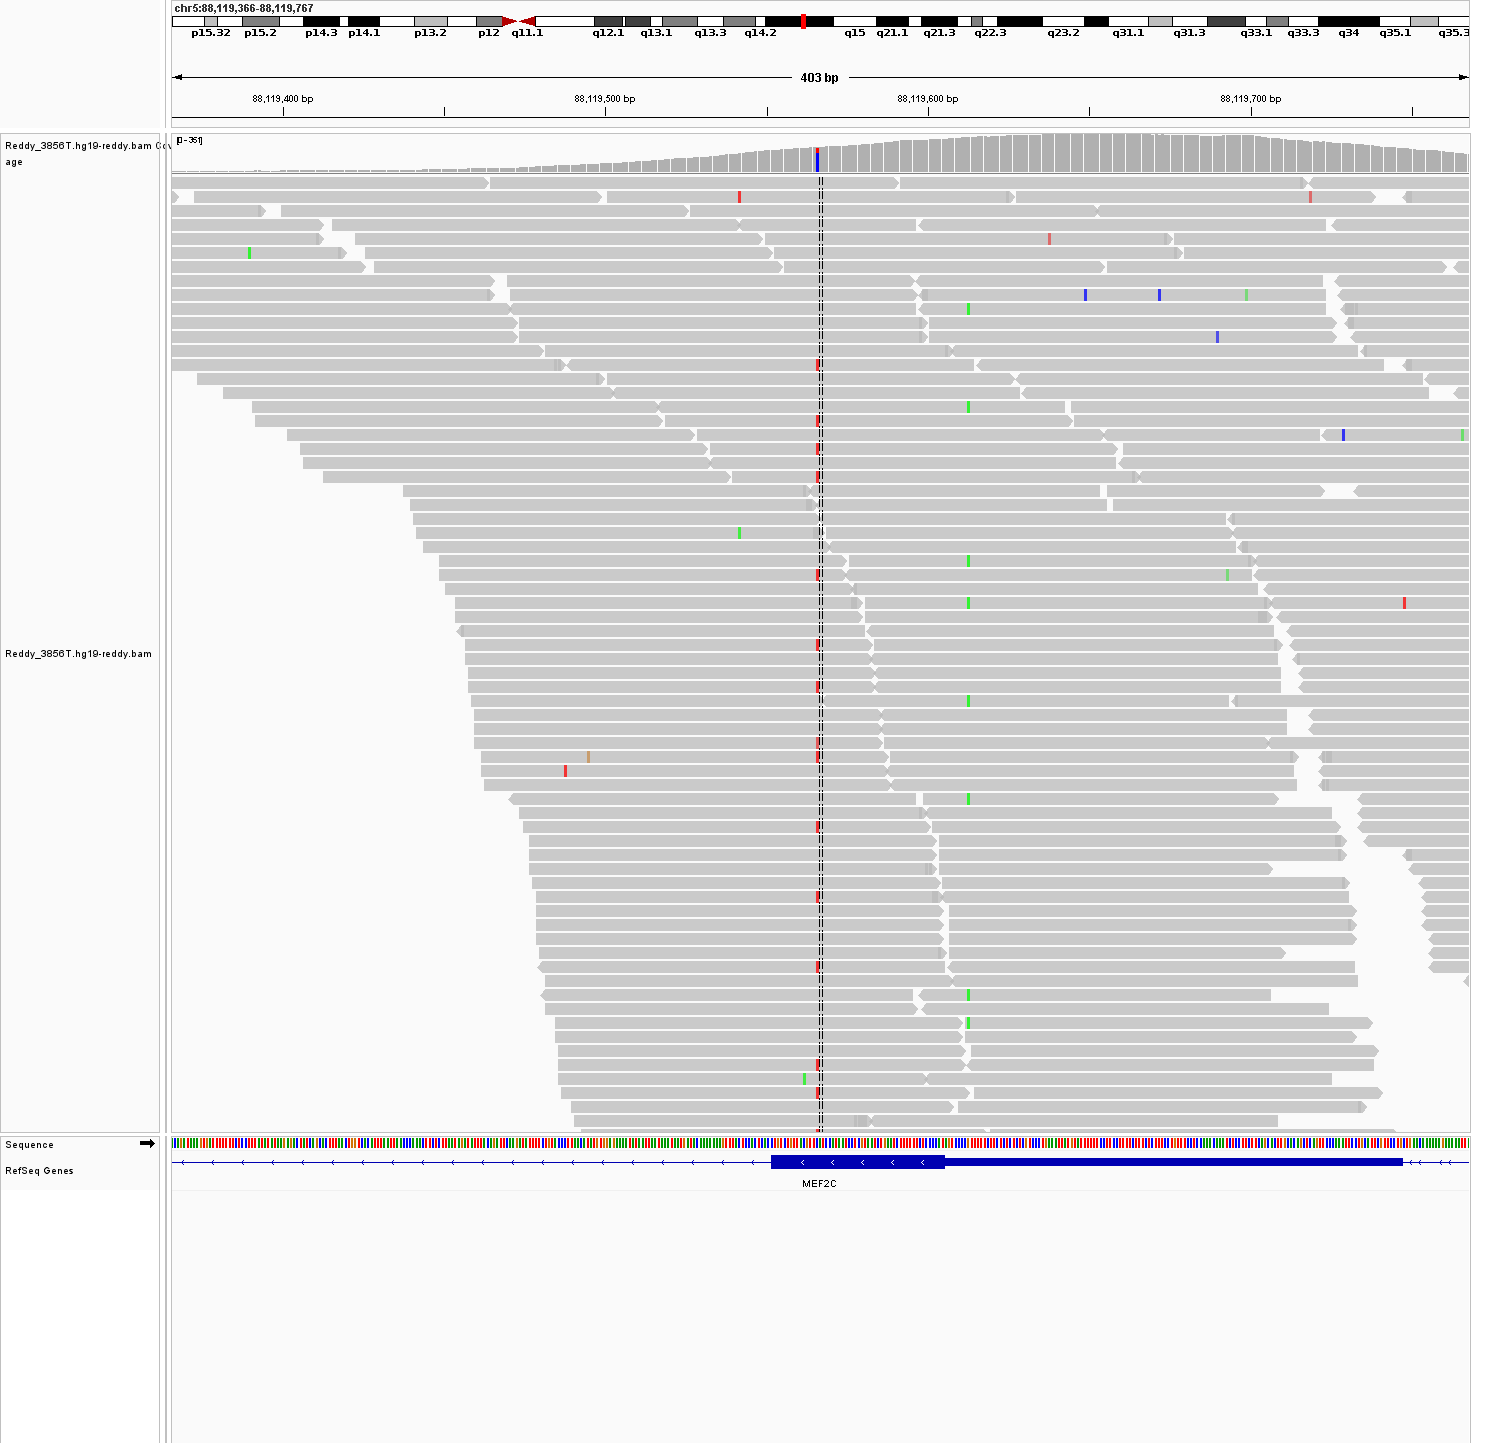 chr5:88,119,366-88,119,767
p15.32 p15.2 p14.3 p14.1 p13.2 p12 q11.1 q12.1 q13.1 q13.3 q14.2 q15 q21.1 q21.3 q22.3 q23.2 q31.1 q31.3 q33.1 q33.3 q34 q35.1 q35.3
403 bp
88,119,400 bp 88,119,500 bp 88,119,600 bp 88,119,700 bp
Reddy_3856T.hg19-reddy.bam Cov
age
[0-351]
Reddy_3856T.hg19-reddy.bam
Sequence
RefSeq Genes
MEF2C